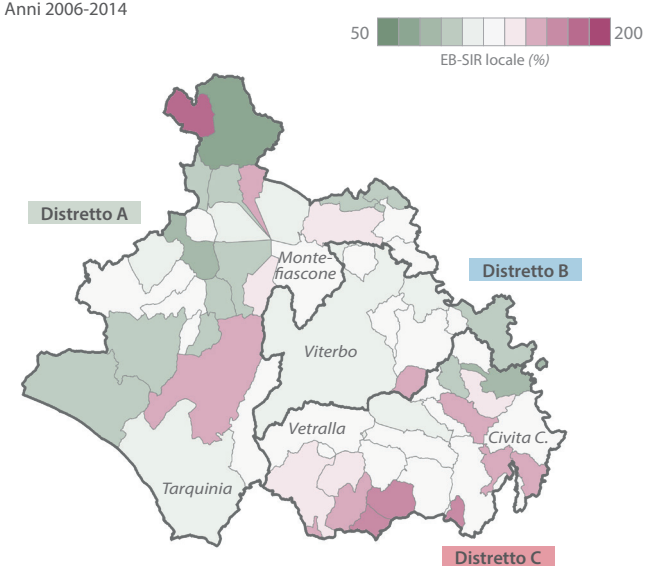 Anni 2006-2014
50
200
EB-SIR locale (%)
Distretto A
Monte-
fiascone
Distretto B
Viterbo
Vetralla
Civita C.
Tarquinia
Distretto C